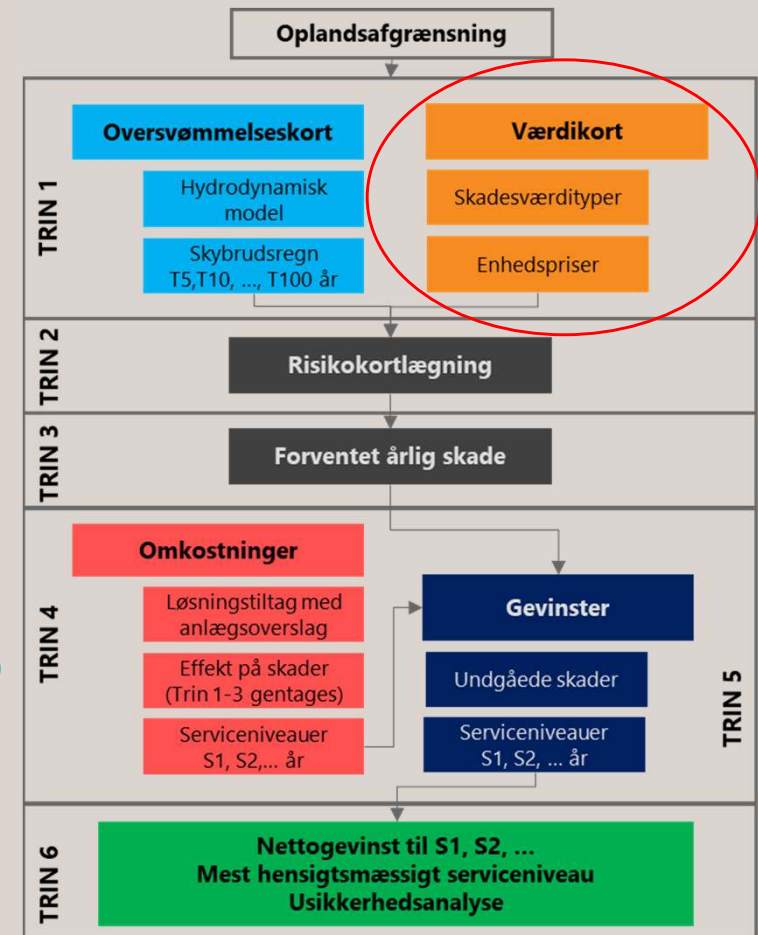 Oplandsafgrænsning
TRIN 1
Oversvømmelseskort
Hydrodynamisk
model
Skybrudsregn
T5,T10, ..., T100 år
Værdikort
Skadesværdityper
Enhedspriser
TRIN 2
Risikokortlægning
TRIN 3
Forventet årlig skade
TRIN 4
Omkostninger
Løsningstiltag med
anlægsoverslag
Effekt på skader
(Trin 1-3 gentages)
Serviceniveauer
S1, S2,... år
Gevinster
Undgåede skader
Serviceniveauer
S1, S2, ... år
TRIN 5
TRIN 6
Nettogevinst til S1, S2, ...
Mest hensigtsmæssigt serviceniveau
Usikkerhedsanalyse